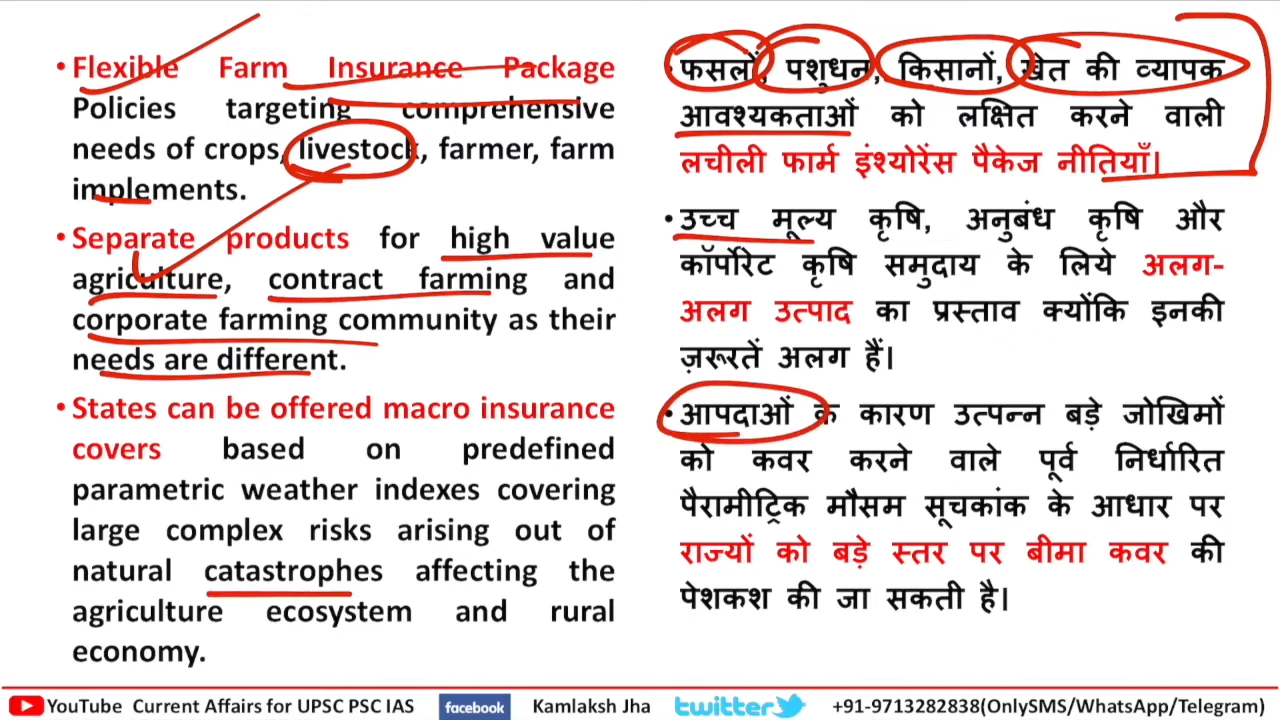 • Flexible Farm Insurance Package
Policies targeting comprehensive
needs of crops, livestock, farmer, farm
implements.
• Separate products for high value
agriculture, contract farming and
corporate farming community as their
needs are different.
• States can be offered macro insurance
covers based on predefined
parametric weather indexes covering
large complex risks arising out of
natural catastrophes affecting the
agriculture ecosystem and rural
economy.
फसलों, पशुधन, किसानों, खेत की व्यापक
आवश्यकताओं को लक्षित करने वाली
लचीली फार्म इंश्योरेंस पैकेज नीतियाँ।
• उच्च मूल्य कृषि, अनुबंध कृषि और
कॉर्पोरेट कृषि समुदाय के लिये अलग-
अलग उत्पाद का प्रस्ताव क्योंकि इनकी
ज़रूरतें अलग हैं।
• आपदाओं के कारण उत्पन्न बड़े जोखिमों
को कवर करने वाले पूर्व निर्धारित
पैरामीट्रिक मौसम सूचकांक के आधार पर
राज्यों को बड़े स्तर पर बीमा कवर की
पेशकश की जा सकती है।
YouTube Current Affairs for UPSC PSC IAS facebook Kamlaksh Jha twitter +91-9713282838(OnlySMS/WhatsApp/Telegram)